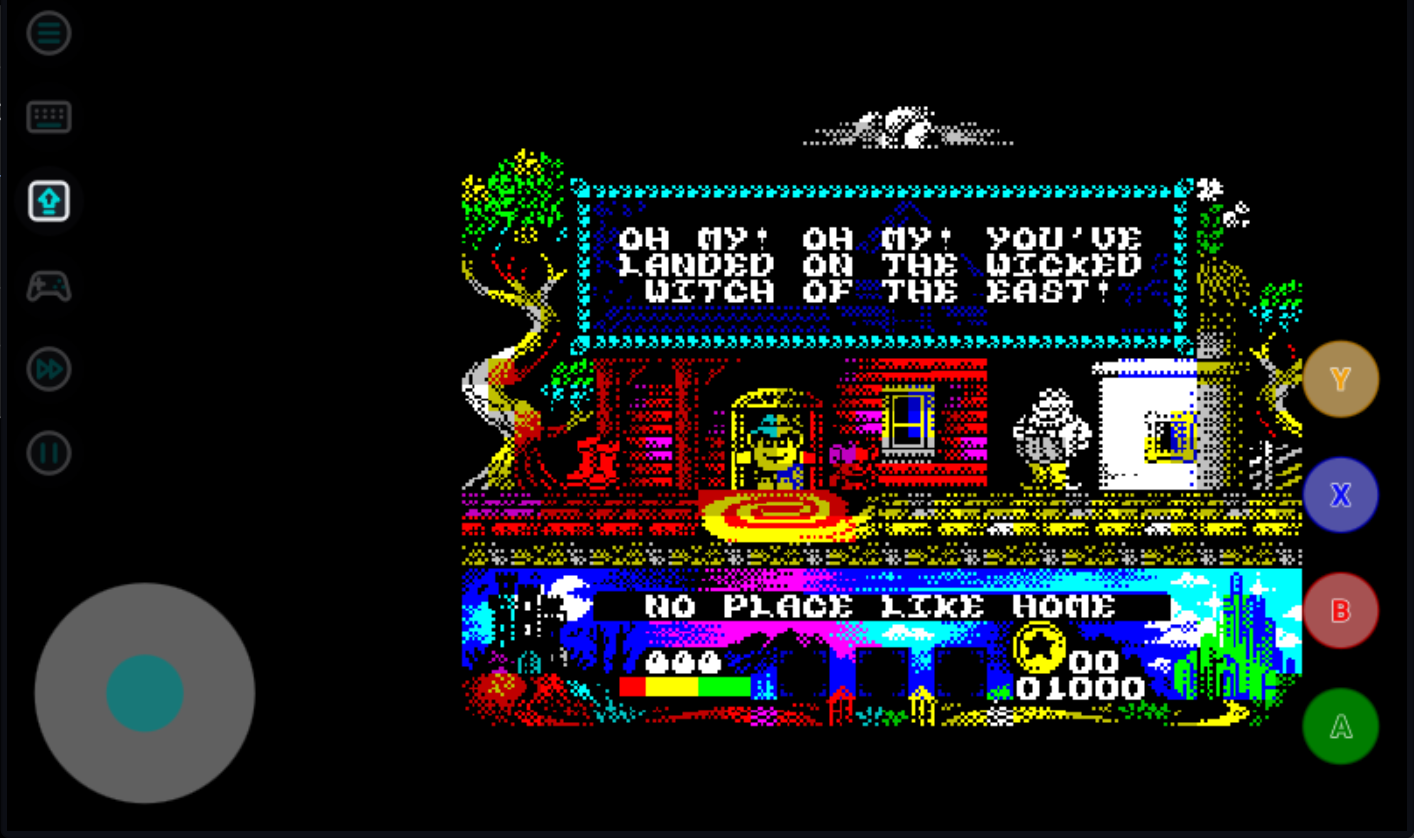 OH MY! OH MY! YOU'VE
LANDED ON THE WICKED
WITCH OF THE EAST!
Y
X
NO PLACE LIKE HOME
B
00
01000
A